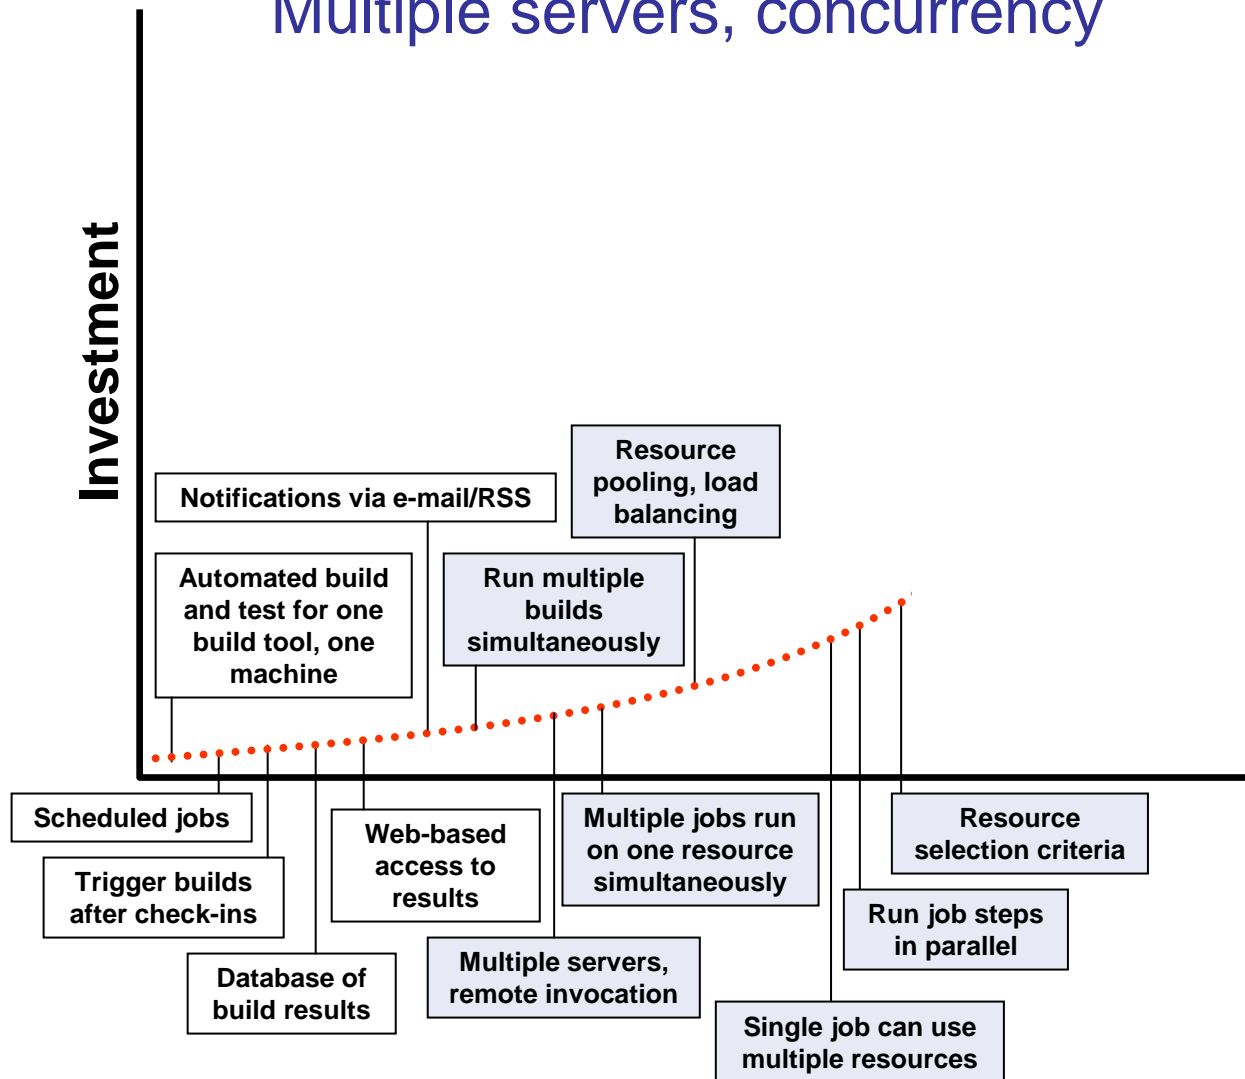 Multiple servers, concurrency
Investment
Resource
pooling, load
balancing
Notifications via e-mail/RSS
Automated build
and test for one
build tool, one
machine
Run multiple
builds
simultaneously
Scheduled jobs
Trigger builds
after check-ins
Database of
build results
Web-based
access to
results
Multiple servers,
remote invocation
Multiple jobs run
on one resource
simultaneously
Single job can use
multiple resources
Run job steps
in parallel
Resource
selection criteria